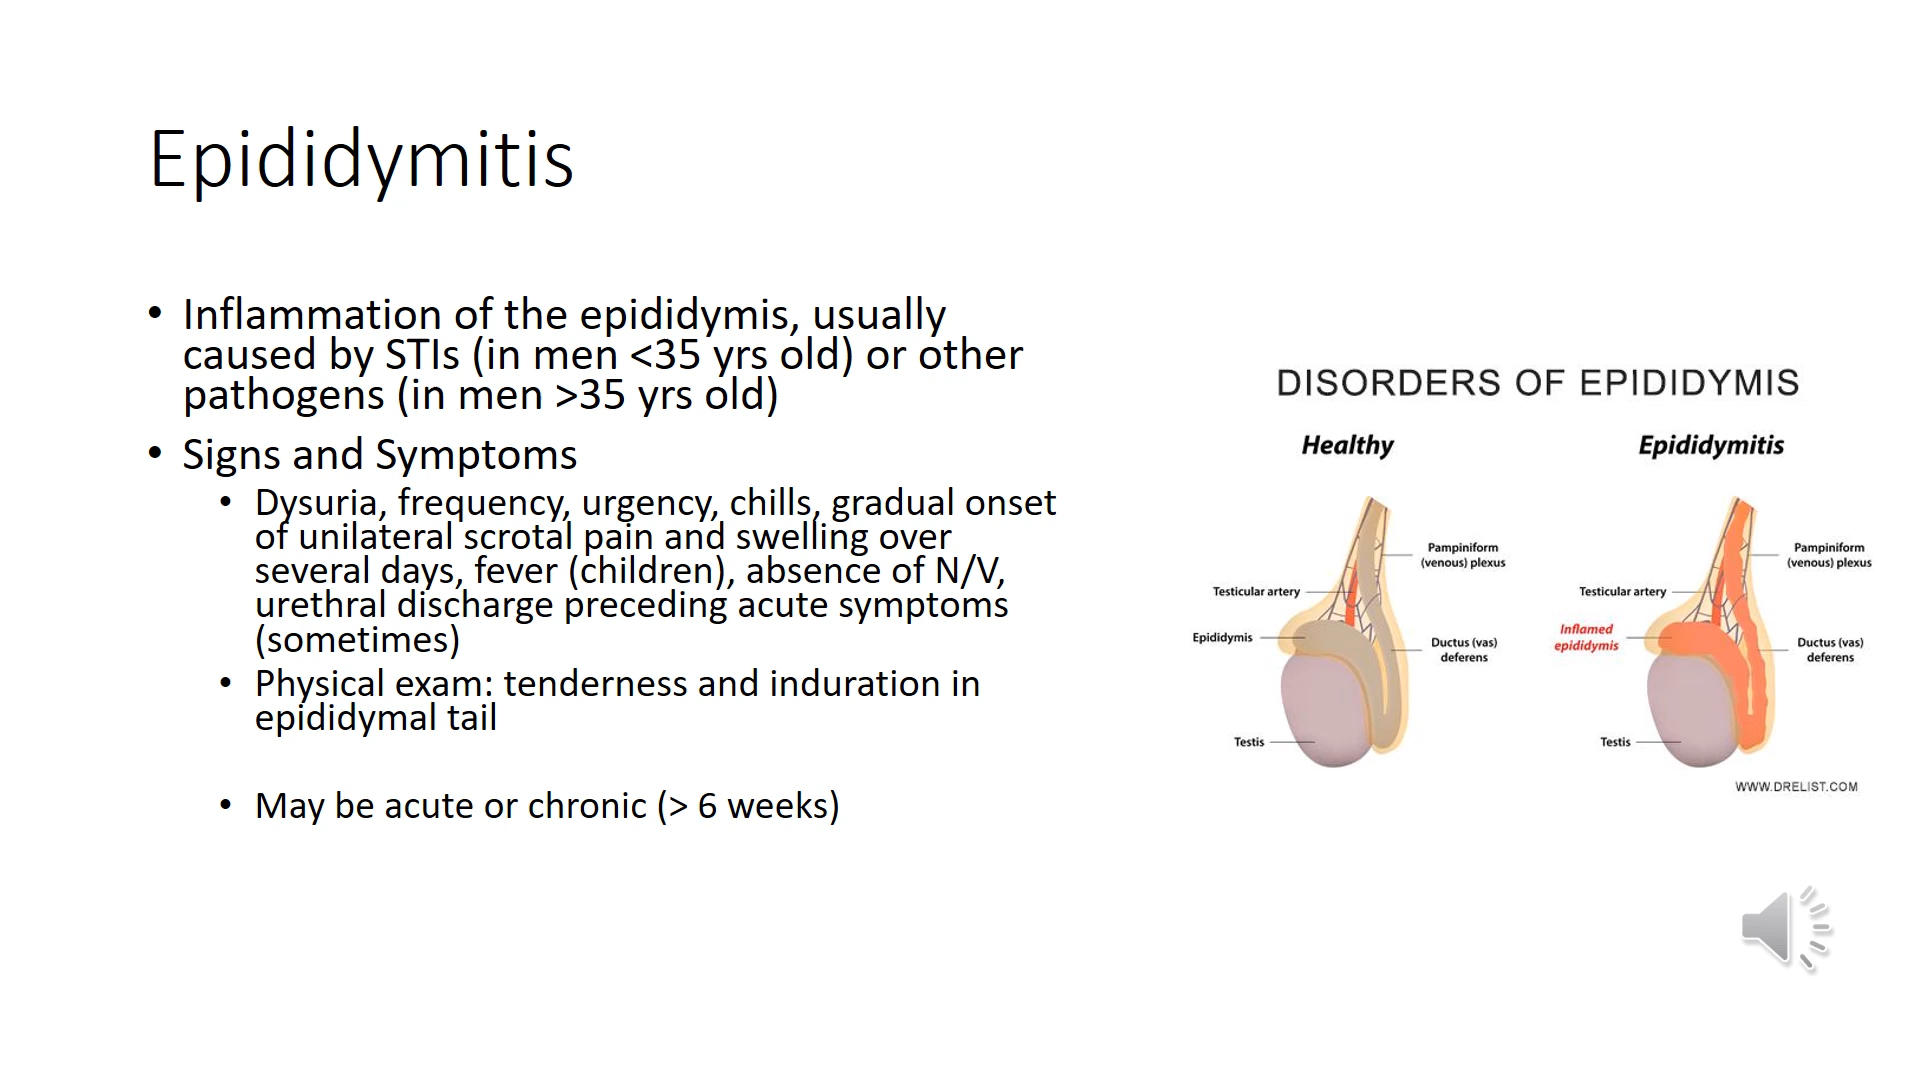 Epididymitis
• Inflammation of the epididymis, usually
caused by STIs (in men <35 yrs old) or other
pathogens (in men >35 yrs old)
• Signs and Symptoms
• Dysuria, frequency, urgency, chills, gradual onset
of unilateral scrotal pain and swelling over
several days, fever (children), absence of N/V,
urethral discharge preceding acute symptoms
(sometimes)
• Physical exam: tenderness and induration in
epididymal tail
• May be acute or chronic (> 6 weeks)
DISORDERS OF EPIDIDYMIS
Healthy
Pampiniform
(venous) plexus
Testicular artery
Epididymis
Ductus (vas)
deferens
Testis
Epididymitis
Pampiniform
(venous) plexus
Testicular artery
Inflamed
epididymis
Ductus (vas)
deferens
Testis
WWW.DRELIST.COM